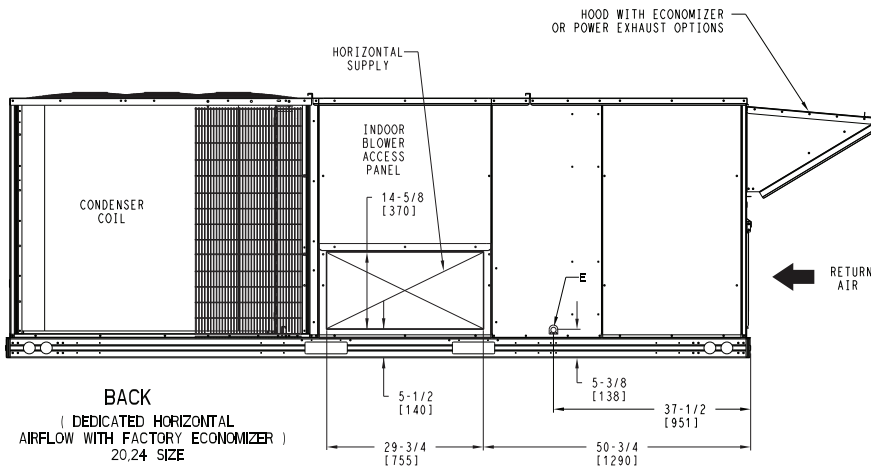 HOOD WITH ECONOMIZER
OR POWER EXHAUST OPTIONS
HORIZONTAL
SUPPLY
INDOOR
BLOWER
ACCESS
PANEL
14-5/8
[370]
CONDENSER
COIL
E
RETURN
AIR
5-1/2
[140]
5-3/8
[138]
37-1/2
[951]
29-3/4
[755]
50-3/4
[1290]
BACK
( DEDICATED HORIZONTAL
AIRFLOW WITH FACTORY ECONOMIZER )
20,24 SIZE